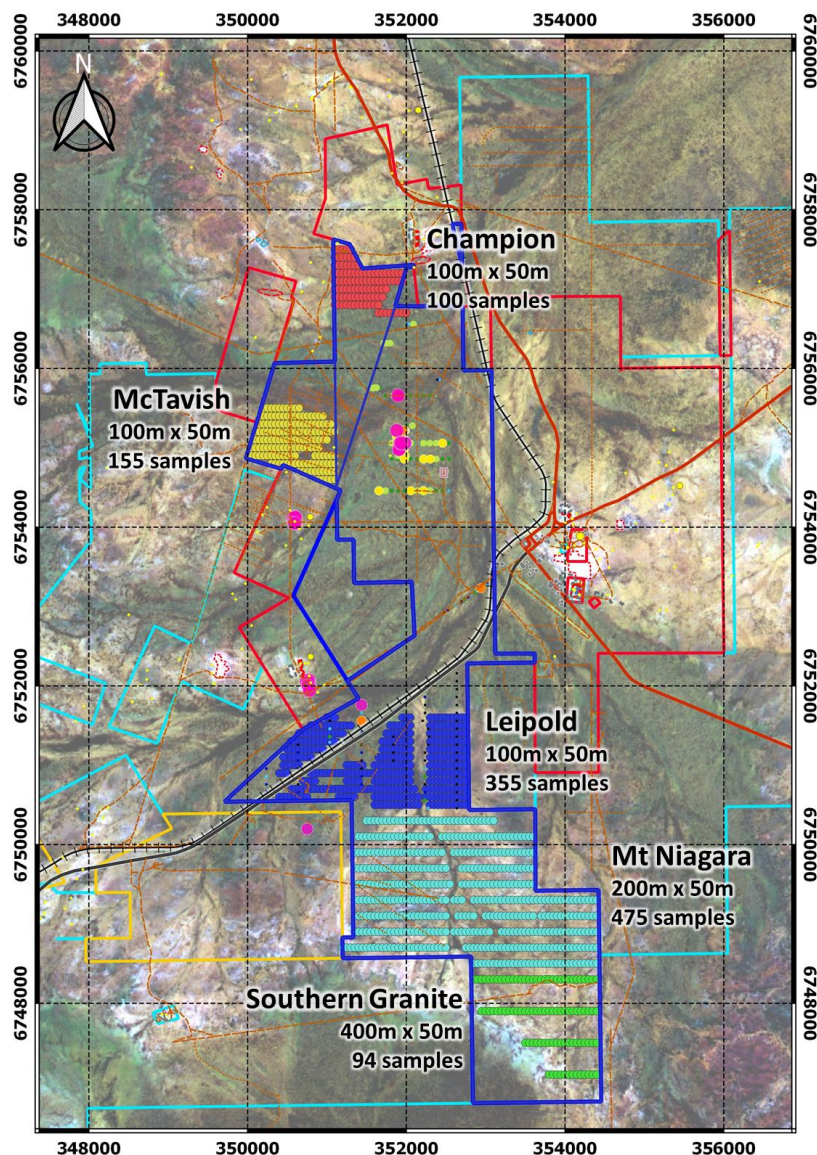 348000 350000 352000 354000 356000
6760000 6760000
N
6758000 6758000
Champion
100m x 50m
100 samples
6756000 6756000
McTavish
100m x 50m
155 samples
6754000 6754000
6752000 6752000
Leipold
100m x 50m
355 samples
6750000 6750000
Mt Niagara
200m x 50m
475 samples
Southern Granite
400m x 50m
94 samples
6748000 6748000
348000 350000 352000 354000 356000